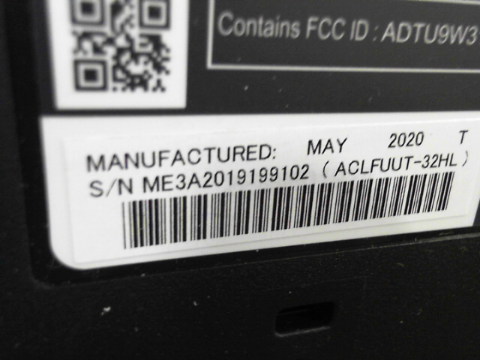 Contains FCC ID : ADTU9W3
MANUFACTURED: MAY 2020 T
S/N ME3A2019199102 ( ACLFUUT-32HL )